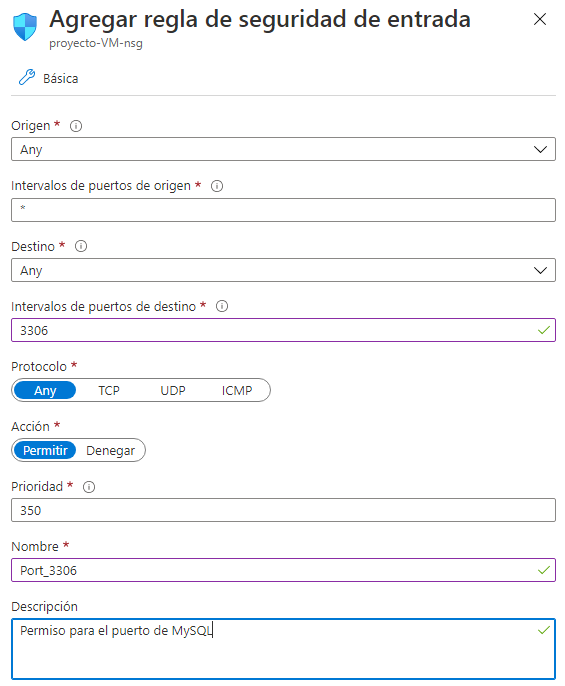 Agregar regla de seguridad de entrada
proyecto-VM-nsg
Básica
Origen *
Any
Intervalos de puertos de origen *
*
Destino *
Any
Intervalos de puertos de destino *
3306
Protocolo *
Any TCP UDP ICMP
Acción *
Permitir Denegar
Prioridad *
350
Nombre *
Port_3306
Descripción
Permiso para el puerto de MySQL